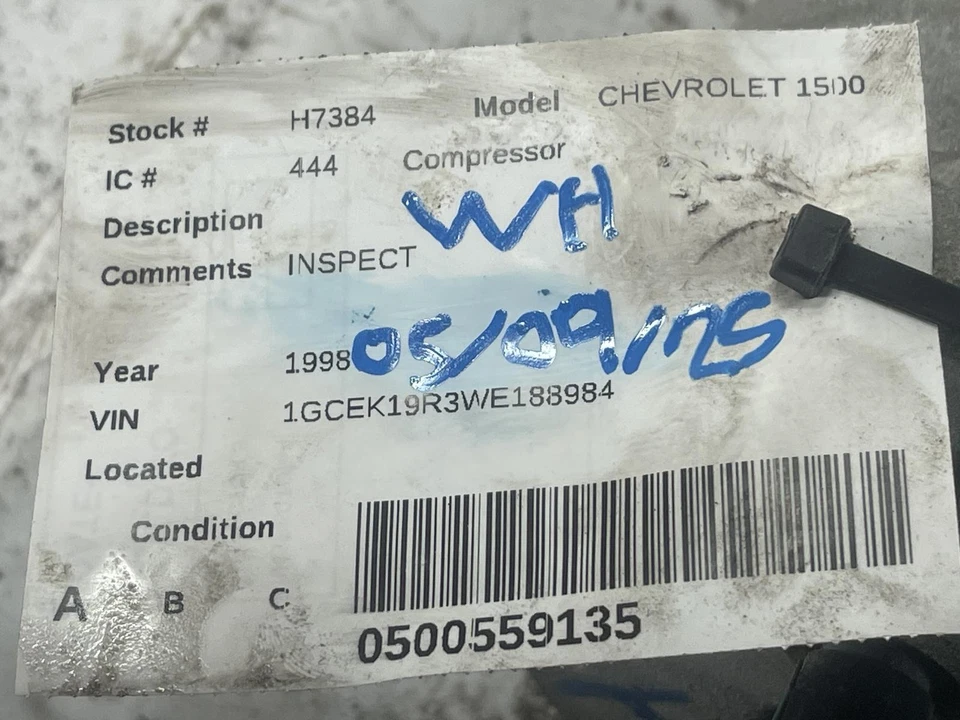 Stock # H7384 Model CHEVROLET 1500
IC # 444 Compressor
Description WH
Comments INSPECT
Year 1998 05/09/25
VIN 1GCEK19R3WE188984
Located
Condition
A B C
0500559135